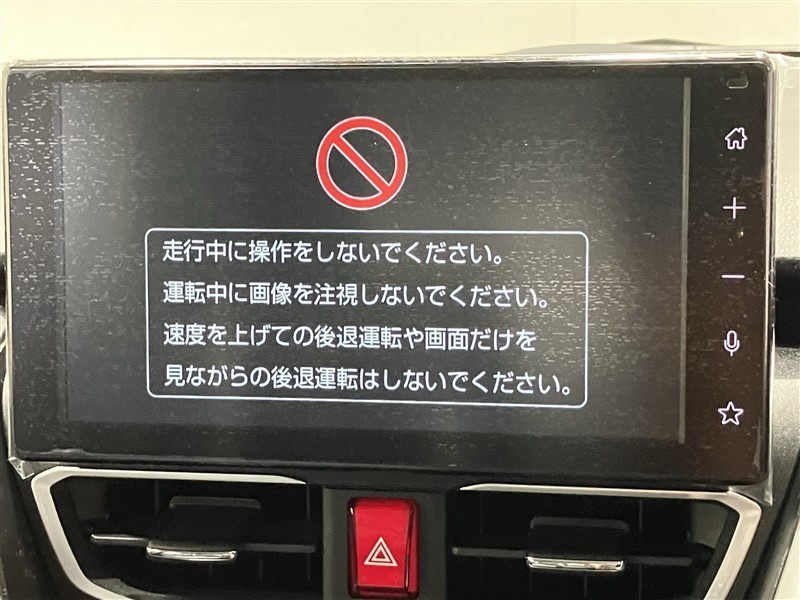 走行中に操作をしないでください。
運転中に画像を注視しないでください。
速度を上げての後退運転や画面だけを
見ながらの後退運転はしないでください。